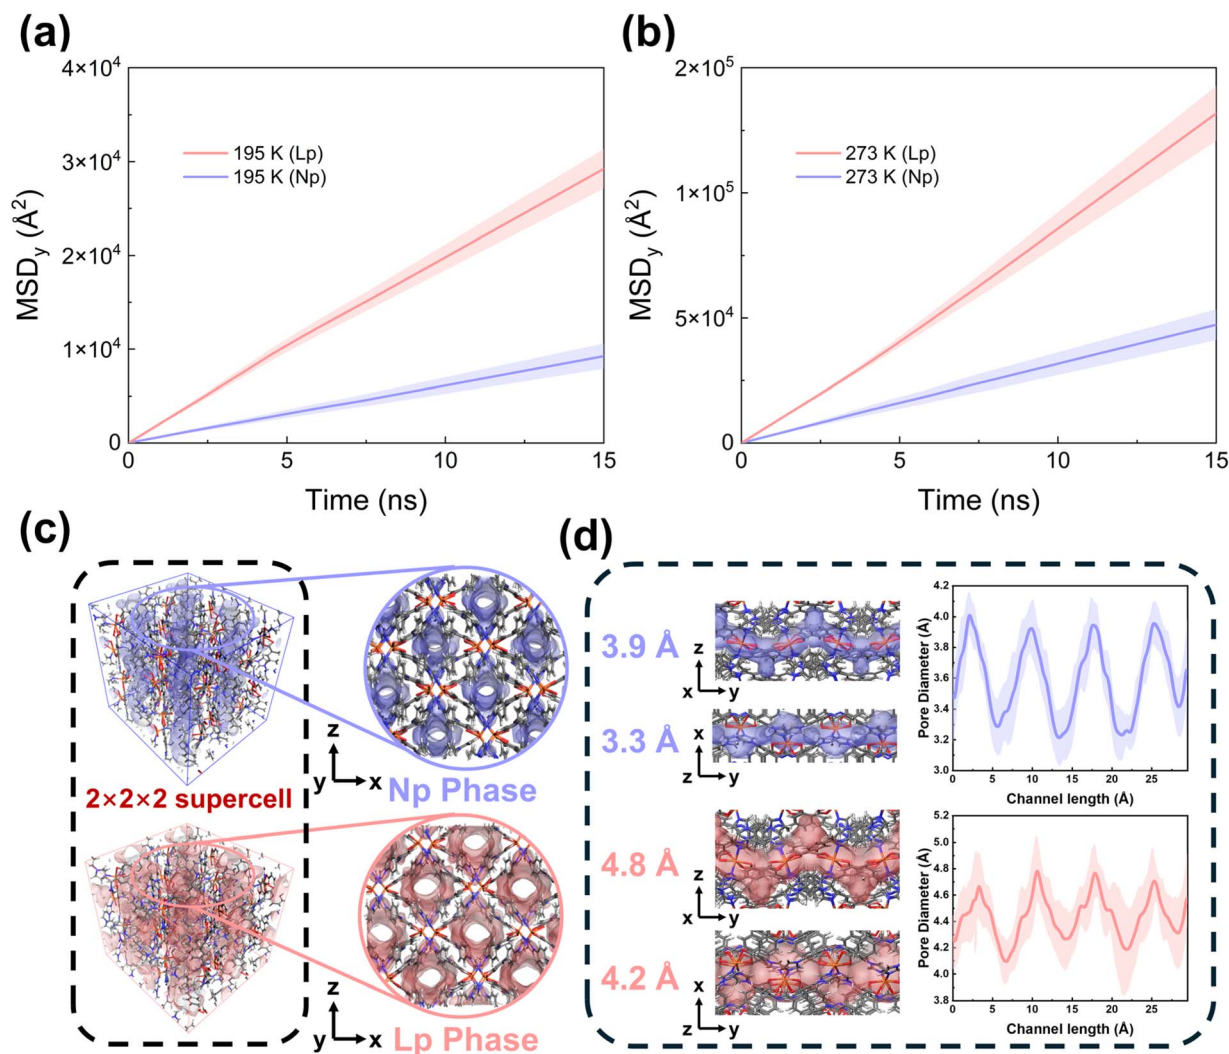 (a)
(b)
4×10⁴
3×10⁴
2×10⁴
1×10⁴
0
MSDy (Å²)
195 K (Lp)
195 K (Np)
0
5
10
15
Time (ns)
2×10⁵
1×10⁵
5×10⁴
0
MSDy (Å²)
273 K (Lp)
273 K (Np)
0
5
10
15
Time (ns)
(c)
2×2×2 supercell
z
y
x
Np Phase
z
y
x
Lp Phase
(d)
3.9 Å
z
x
y
3.3 Å
x
z
y
4.2
4.0
3.8
3.6
3.4
3.2
3.0
Pore Diameter (Å)
0
5
10
15
20
25
Channel length (Å)
4.8 Å
z
x
y
4.2 Å
x
z
y
5.2
5.0
4.8
4.6
4.4
4.2
4.0
3.8
Pore Diameter (Å)
0
5
10
15
20
25
Channel length (Å)